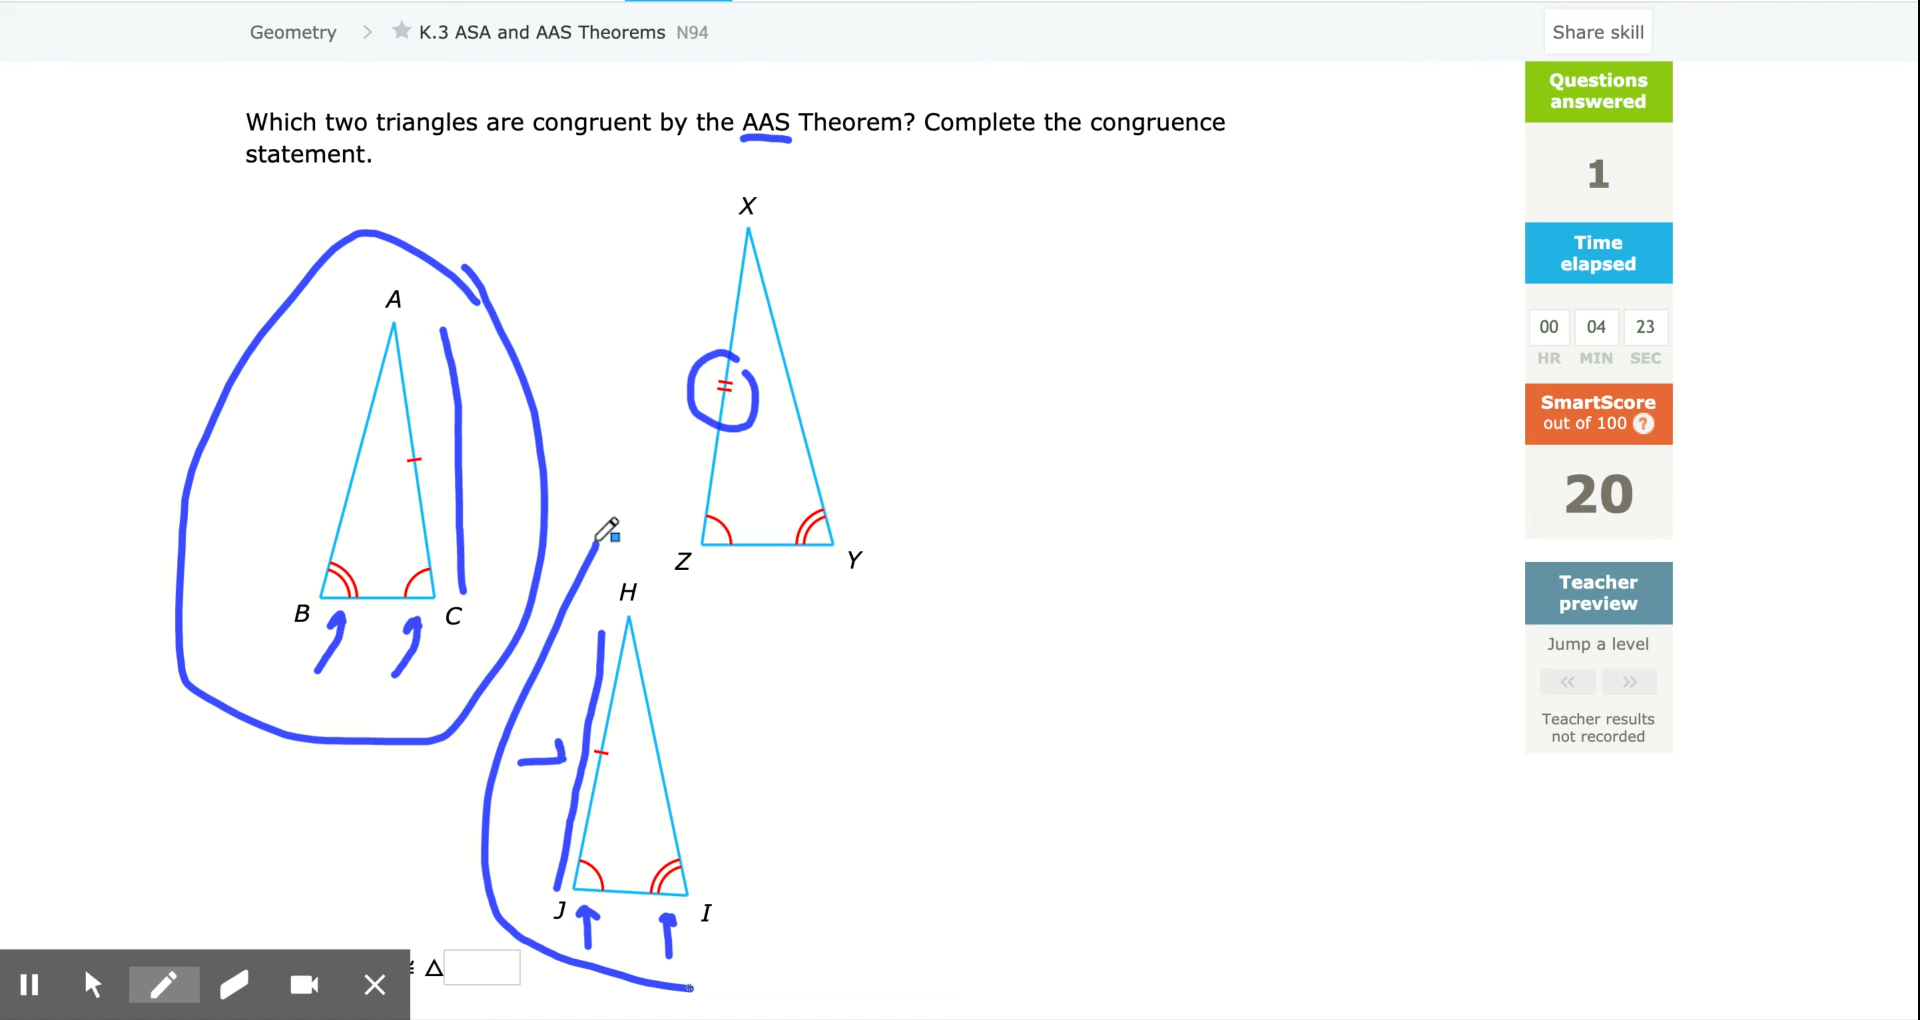 Geometry > K.3 ASA and AAS Theorems N94
Share skill
Which two triangles are congruent by the AAS Theorem? Complete the congruence
statement.
X
A
Z
Y
B
C
H
J
I
≅ △
Questions
answered
1
Time
elapsed
00 04 23
HR MIN SEC
SmartScore
out of 100 ?
20
Teacher
preview
Jump a level
<< >>
Teacher results
not recorded